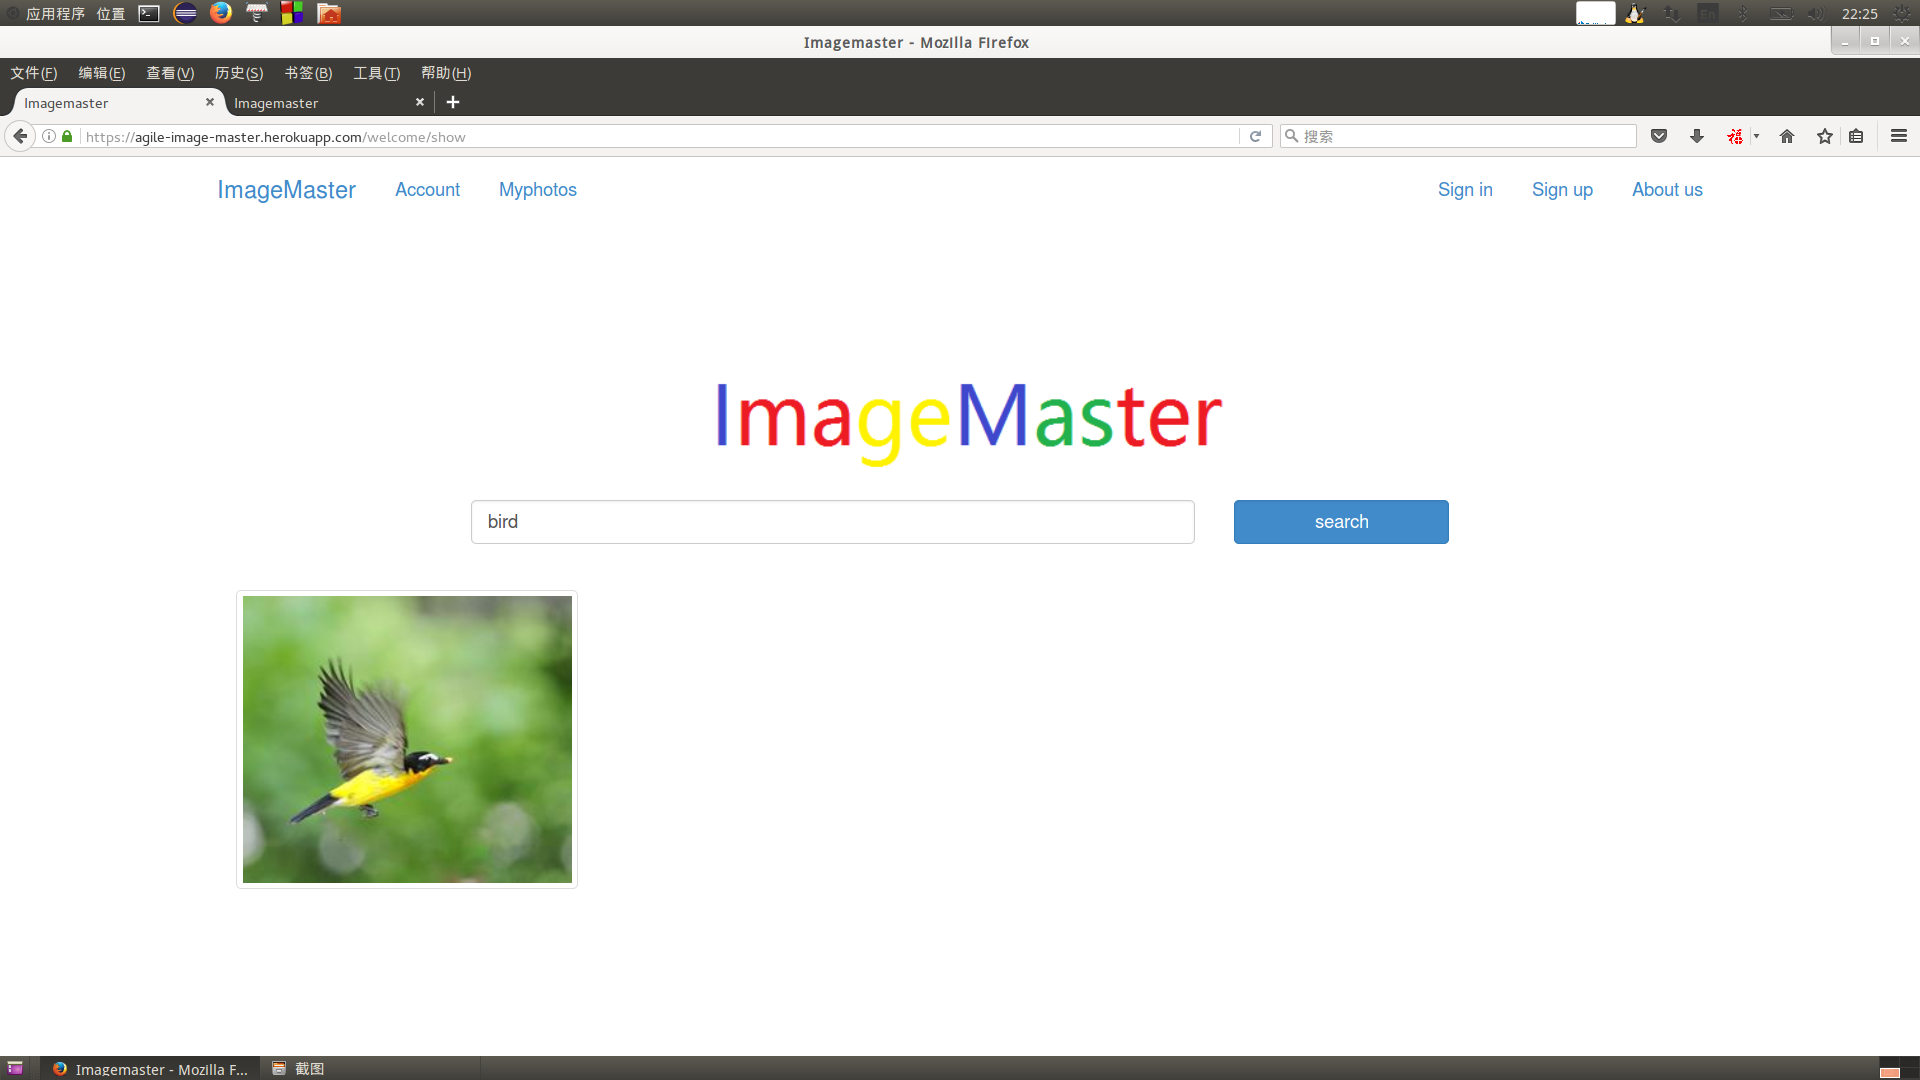 应用程序 位置 En 22:25
Imagemaster - Mozilla Firefox
文件(F) 编辑(E) 查看(V) 历史(S) 书签(B) 工具(T) 帮助(H)
Imagemaster Imagemaster
https://agile-image-master.herokuapp.com/welcome/show 搜索
ImageMaster Account Myphotos Sign in Sign up About us
ImageMaster
bird search
Imagemaster - Mozilla F... 截图